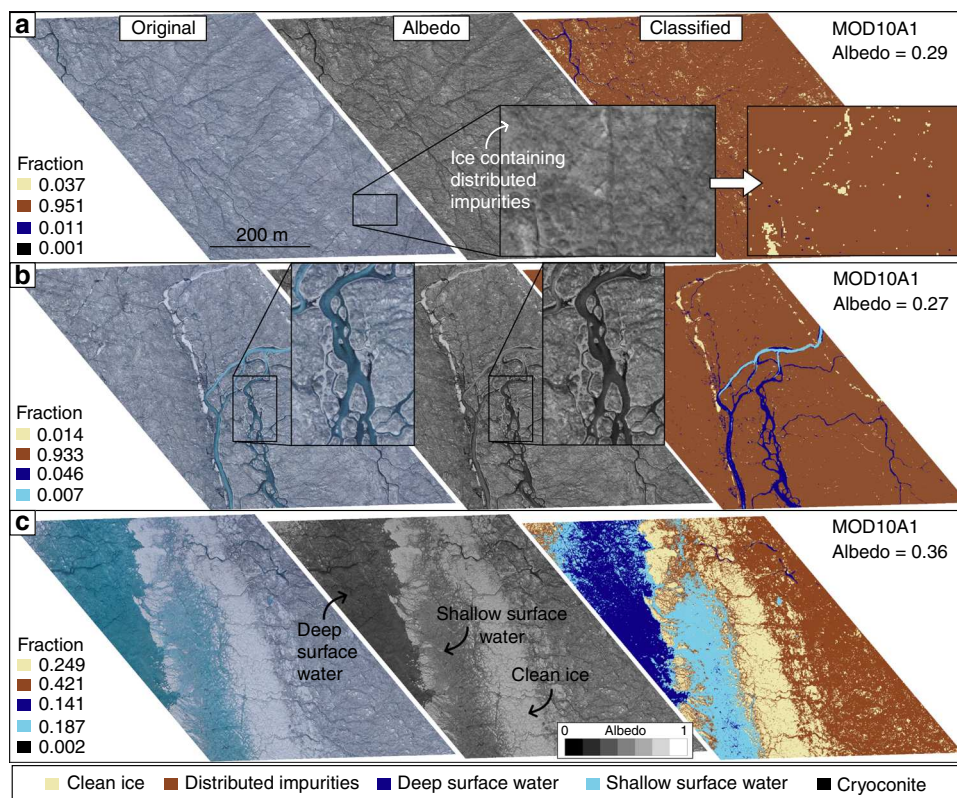 a
Original
Albedo
Classified
MOD10A1
Albedo = 0.29
Ice containing
distributed
impurities
Fraction
0.037
0.951
0.011
0.001
200 m
b
MOD10A1
Albedo = 0.27
Fraction
0.014
0.933
0.046
0.007
c
MOD10A1
Albedo = 0.36
Deep
surface
water
Shallow surface
water
Clean ice
Fraction
0.249
0.421
0.141
0.187
0.002
0 Albedo 1
Clean ice Distributed impurities Deep surface water Shallow surface water Cryoconite